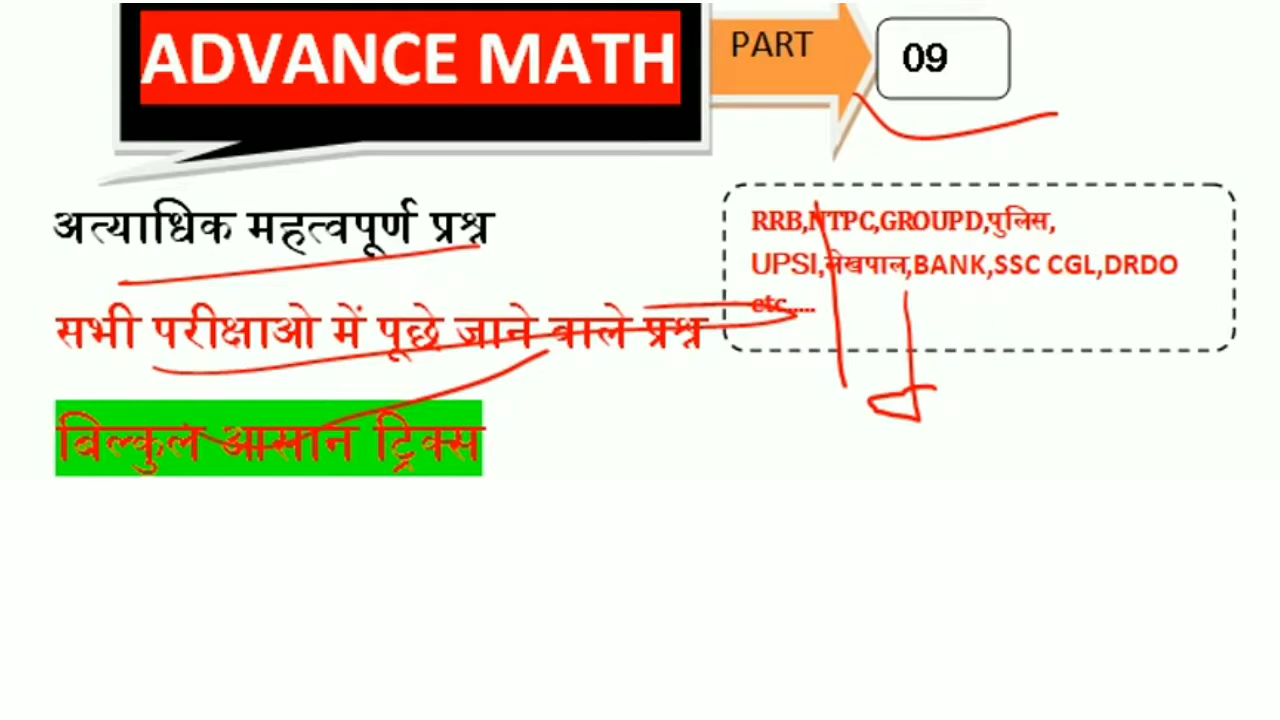 ADVANCE MATH
PART
09
अत्याधिक महत्वपूर्ण प्रश्न
सभी परीक्षाओ में पूछे जाने वाले प्रश्न
बिल्कुल आसान ट्रिक्स
RRB,NTPC,GROUPD,पुलिस,
UPSI,लेखपाल,BANK,SSC CGL,DRDO
etc.....